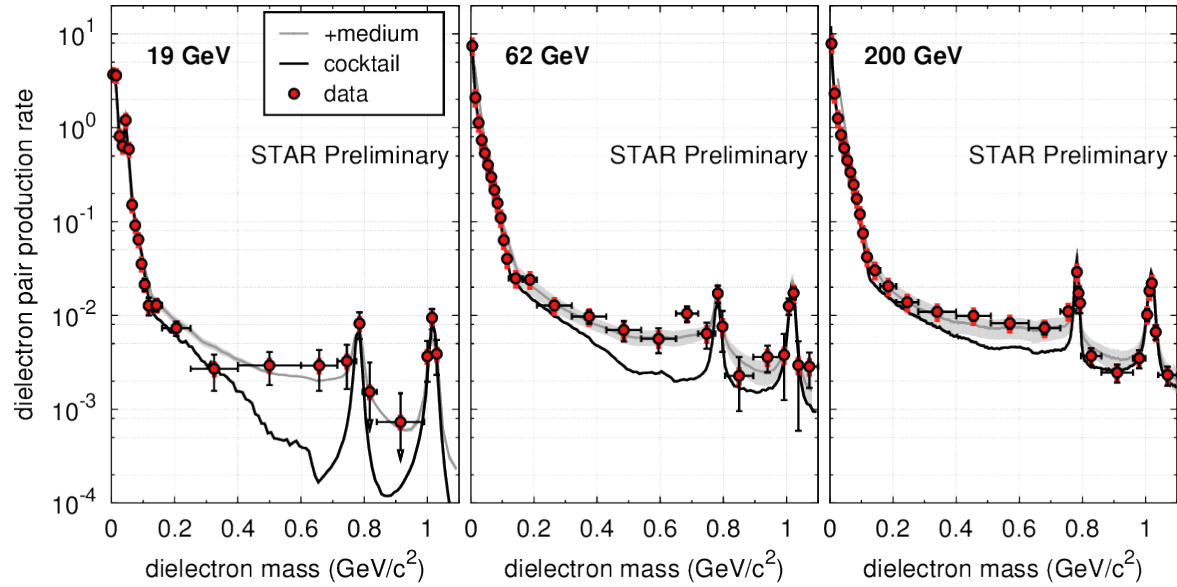 19 GeV
+medium
cocktail
data
STAR Preliminary
62 GeV
STAR Preliminary
200 GeV
STAR Preliminary
dielectron pair production rate
10^1
10^0
10^-1
10^-2
10^-3
10^-4
0 0.2 0.4 0.6 0.8 1
0 0.2 0.4 0.6 0.8 1
0 0.2 0.4 0.6 0.8 1
dielectron mass (GeV/c^2)
dielectron mass (GeV/c^2)
dielectron mass (GeV/c^2)